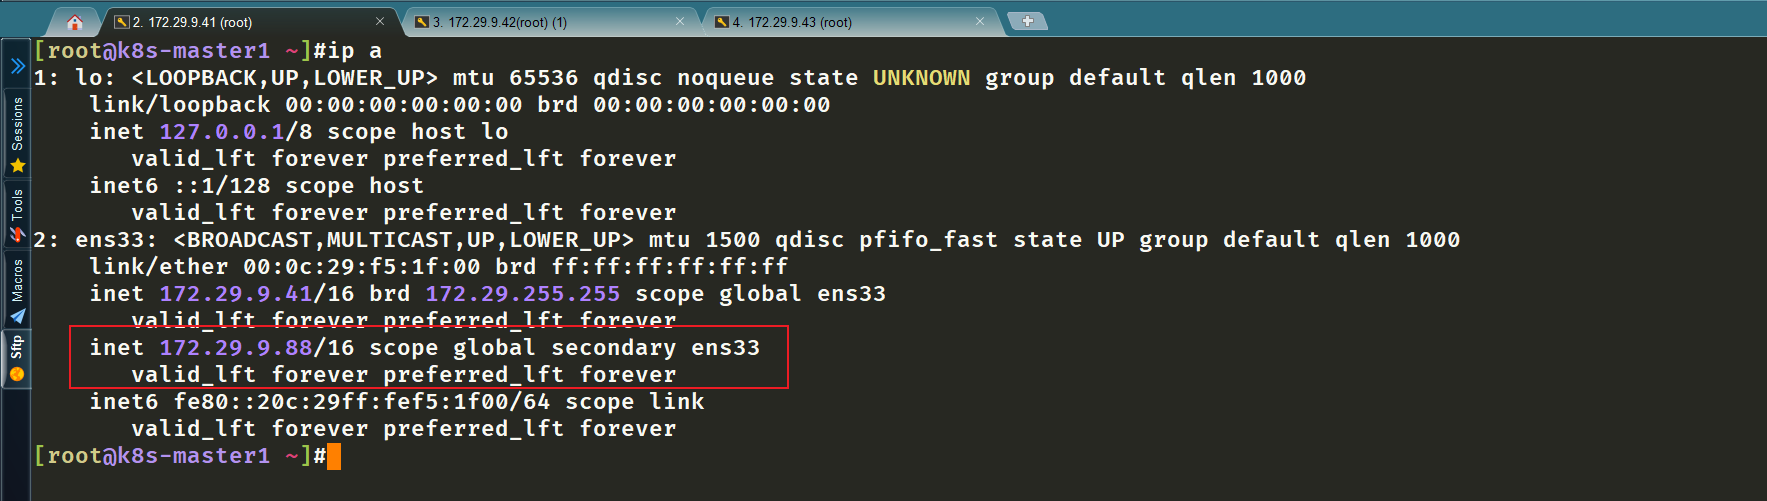 2. 172.29.9.41 (root)
3. 172.29.9.42(root) (1)
4. 172.29.9.43 (root)
Sessions
Tools
Macros
Sftp
[root@k8s-master1 ~]#ip a
1: lo: <LOOPBACK,UP,LOWER_UP> mtu 65536 qdisc noqueue state UNKNOWN group default qlen 1000
    link/loopback 00:00:00:00:00:00 brd 00:00:00:00:00:00
    inet 127.0.0.1/8 scope host lo
       valid_lft forever preferred_lft forever
    inet6 ::1/128 scope host
       valid_lft forever preferred_lft forever
2: ens33: <BROADCAST,MULTICAST,UP,LOWER_UP> mtu 1500 qdisc pfifo_fast state UP group default qlen 1000
    link/ether 00:0c:29:f5:1f:00 brd ff:ff:ff:ff:ff:ff
    inet 172.29.9.41/16 brd 172.29.255.255 scope global ens33
       valid_lft forever preferred_lft forever
    inet 172.29.9.88/16 scope global secondary ens33
       valid_lft forever preferred_lft forever
    inet6 fe80::20c:29ff:fef5:1f00/64 scope link
       valid_lft forever preferred_lft forever
[root@k8s-master1 ~]#